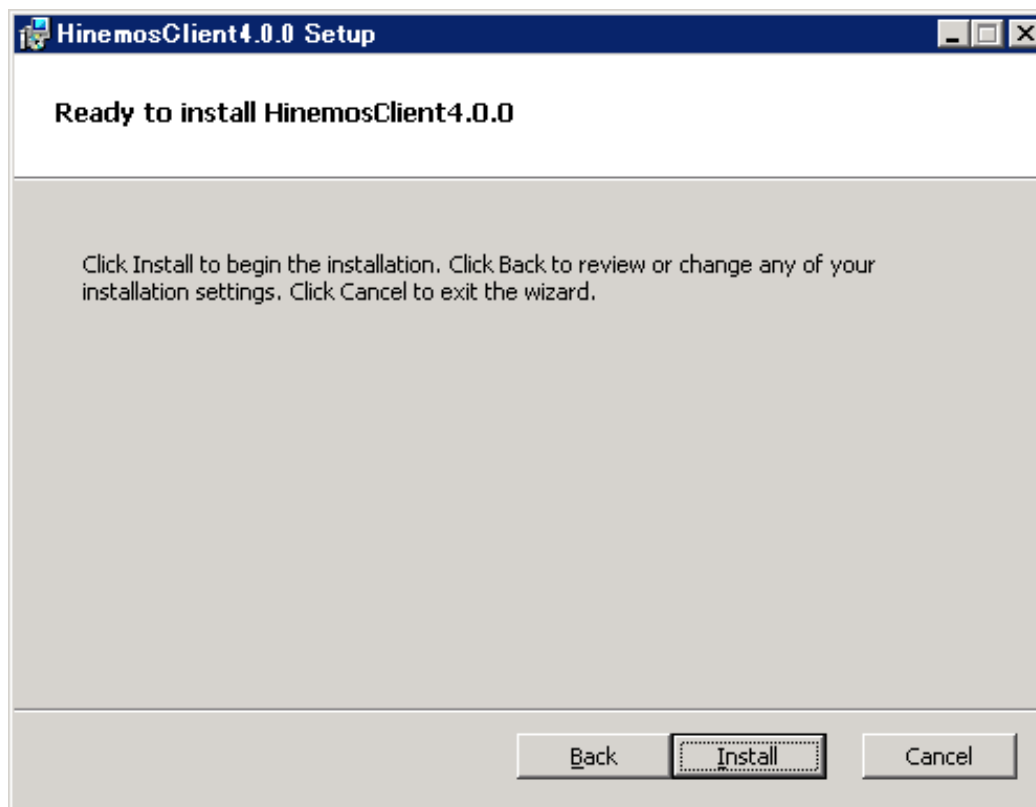 HinemosClient4.0.0 Setup
Ready to install HinemosClient4.0.0
Click Install to begin the installation. Click Back to review or change any of your
installation settings. Click Cancel to exit the wizard.
Back Install Cancel